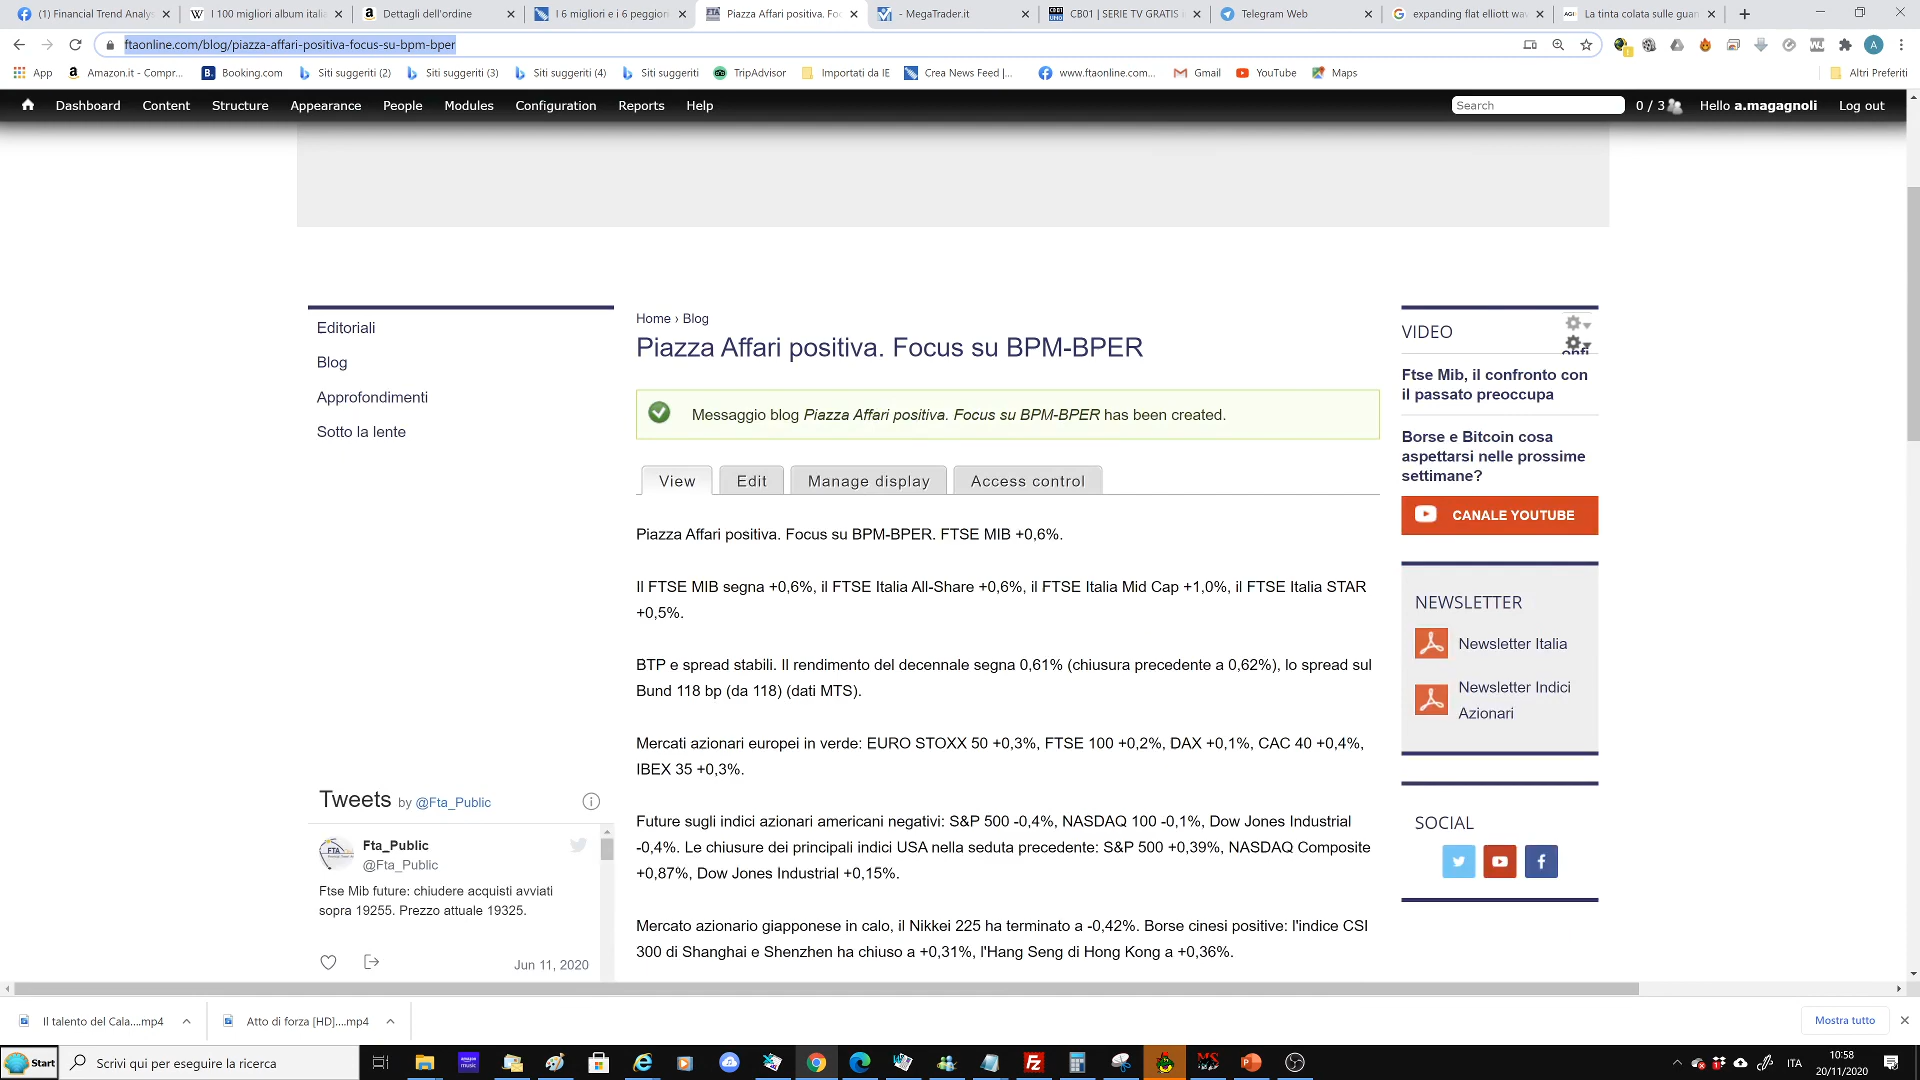 (1) Financial Trend Analys
I 100 migliori album itali
Dettagli dell'ordine
I 6 migliori e i 6 peggiori
Piazza Affari positiva. Fo
- MegaTrader.it
CB01 | SERIE TV GRATIS
Telegram Web
expanding flat elliott wav
La tinta colata sulle guan
ftaonline.com/blog/piazza-affari-positiva-focus-su-bpm-bper
App
Amazon.it - Compr...
Booking.com
Siti suggeriti (2)
Siti suggeriti (3)
Siti suggeriti (4)
Siti suggeriti
TripAdvisor
Importati da IE
Crea News Feed |...
www.ftaonline.com...
Gmail
YouTube
Maps
Altri Preferiti
Dashboard
Content
Structure
Appearance
People
Modules
Configuration
Reports
Help
Search
0 / 3
Hello a.magagnoli
Log out
Editoriali
Blog
Approfondimenti
Sotto la lente
Home › Blog
Piazza Affari positiva. Focus su BPM-BPER
Messaggio blog Piazza Affari positiva. Focus su BPM-BPER has been created.
View
Edit
Manage display
Access control
Piazza Affari positiva. Focus su BPM-BPER. FTSE MIB +0,6%.
Il FTSE MIB segna +0,6%, il FTSE Italia All-Share +0,6%, il FTSE Italia Mid Cap +1,0%, il FTSE Italia STAR
+0,5%.
BTP e spread stabili. Il rendimento del decennale segna 0,61% (chiusura precedente a 0,62%), lo spread sul
Bund 118 bp (da 118) (dati MTS).
Mercati azionari europei in verde: EURO STOXX 50 +0,3%, FTSE 100 +0,2%, DAX +0,1%, CAC 40 +0,4%,
IBEX 35 +0,3%.
Future sugli indici azionari americani negativi: S&P 500 -0,4%, NASDAQ 100 -0,1%, Dow Jones Industrial
-0,4%. Le chiusure dei principali indici USA nella seduta precedente: S&P 500 +0,39%, NASDAQ Composite
+0,87%, Dow Jones Industrial +0,15%.
Mercato azionario giapponese in calo, il Nikkei 225 ha terminato a -0,42%. Borse cinesi positive: l'indice CSI
300 di Shanghai e Shenzhen ha chiuso a +0,31%, l'Hang Seng di Hong Kong a +0,36%.
VIDEO
Ftse Mib, il confronto con
il passato preoccupa
Borse e Bitcoin cosa
aspettarsi nelle prossime
settimane?
CANALE YOUTUBE
NEWSLETTER
Newsletter Italia
Newsletter Indici
Azionari
SOCIAL
Tweets by @Fta_Public
FTA
Fta_Public
@Fta_Public
Ftse Mib future: chiudere acquisti avviati
sopra 19255. Prezzo attuale 19325.
Jun 11, 2020
Il talento del Cala....mp4
Atto di forza [HD]....mp4
Mostra tutto
Start
Scrivi qui per eseguire la ricerca
ITA
10:58
20/11/2020